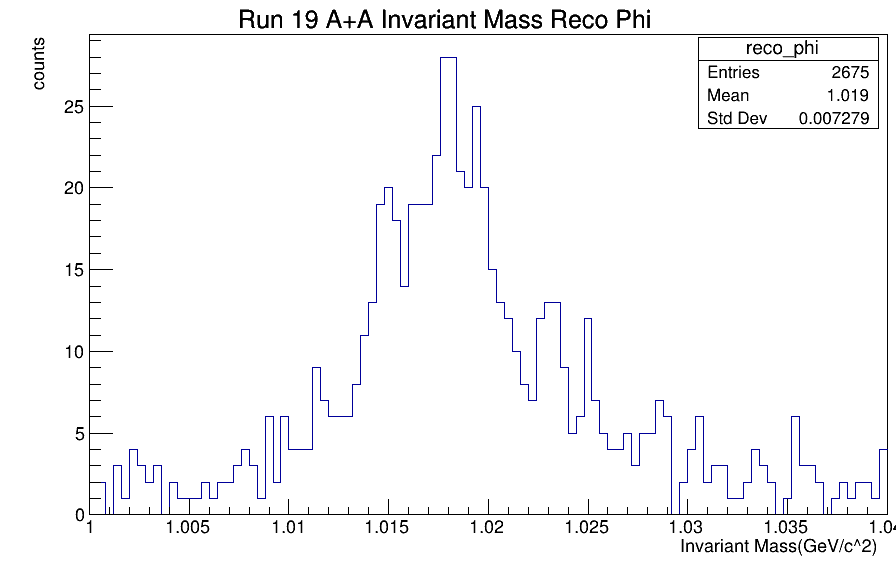 Run 19 A+A Invariant Mass Reco Phi
counts
reco_phi
Entries 2675
Mean 1.019
Std Dev 0.007279
25
20
15
10
5
0
1 1.005 1.01 1.015 1.02 1.025 1.03 1.035 1.04
Invariant Mass(GeV/c^2)